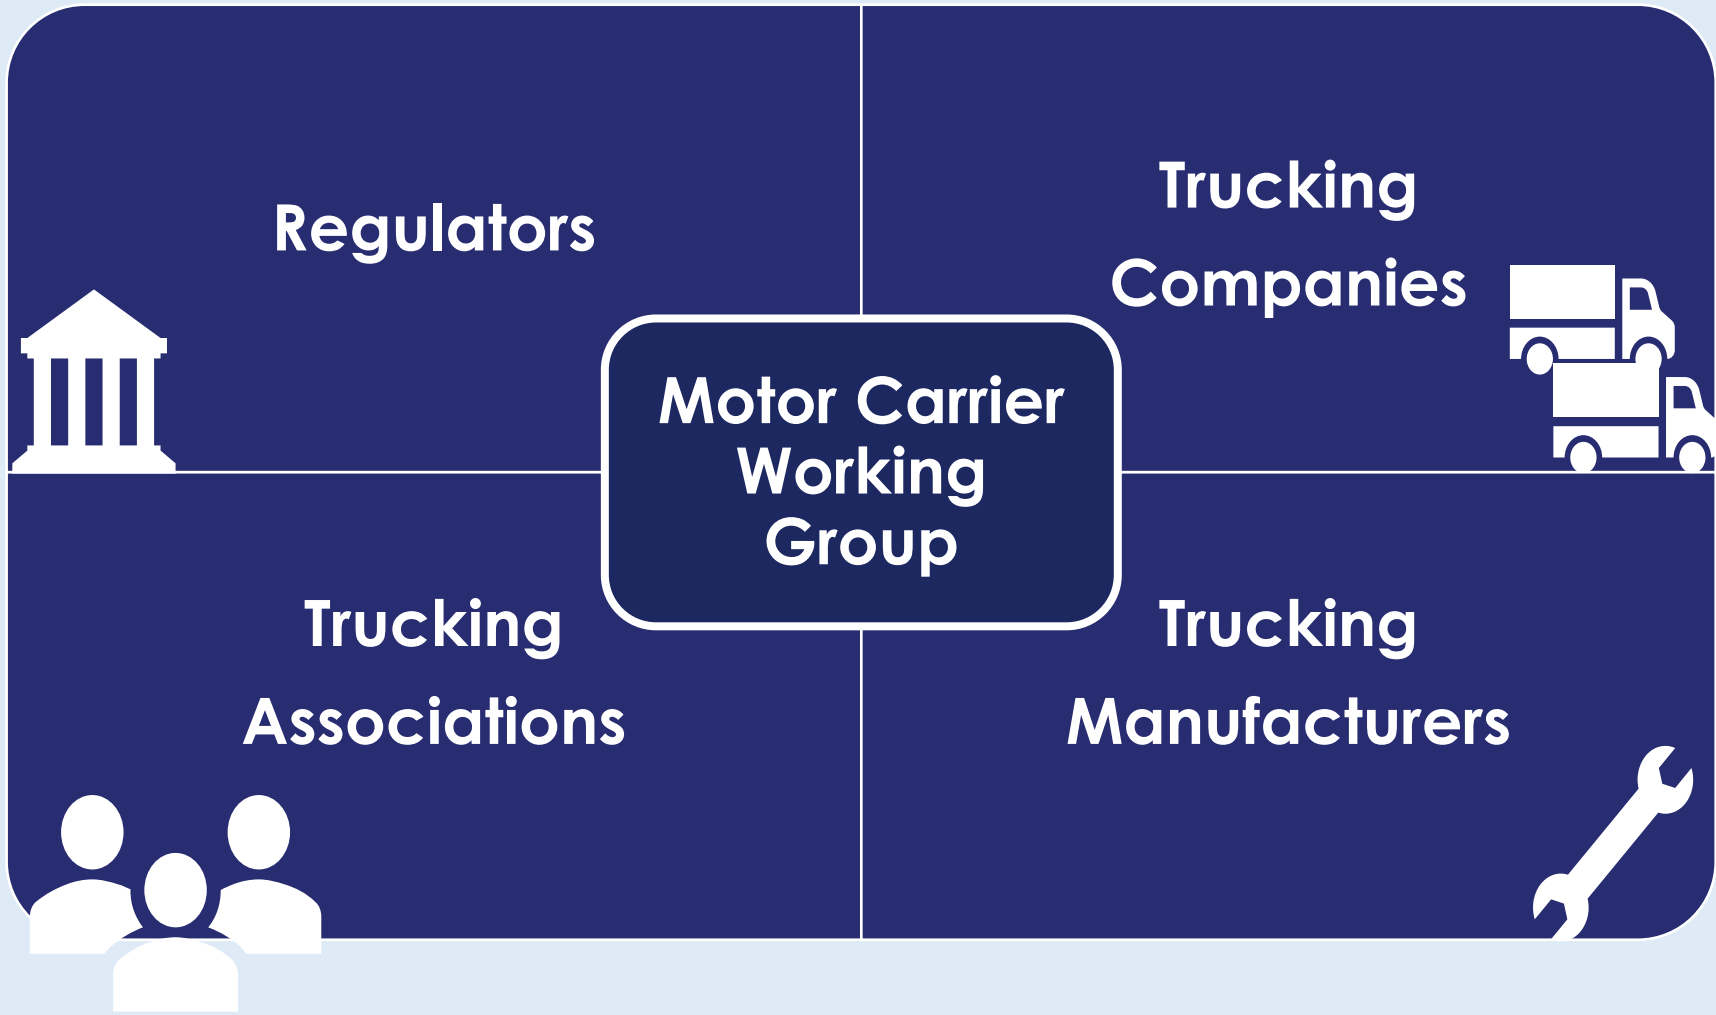 Regulators
Trucking
Companies
Motor Carrier
Working
Group
Trucking
Associations
Trucking
Manufacturers